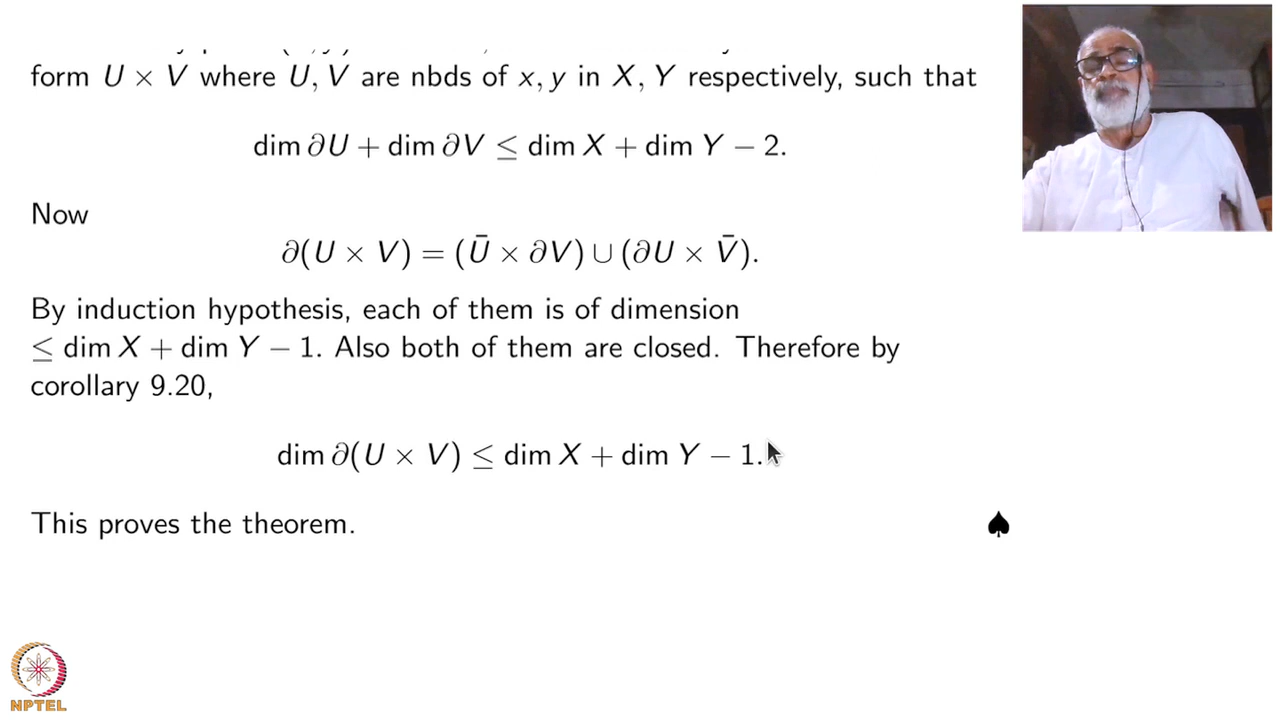 form U × V where U, V are nbds of x, y in X, Y respectively, such that
dim ∂U + dim ∂V ≤ dim X + dim Y − 2.
Now
∂(U × V) = (Ū × ∂V) ∪ (∂U × V̄).
By induction hypothesis, each of them is of dimension
≤ dim X + dim Y − 1. Also both of them are closed. Therefore by
corollary 9.20,
dim ∂(U × V) ≤ dim X + dim Y − 1.
This proves the theorem. ♠
NPTEL